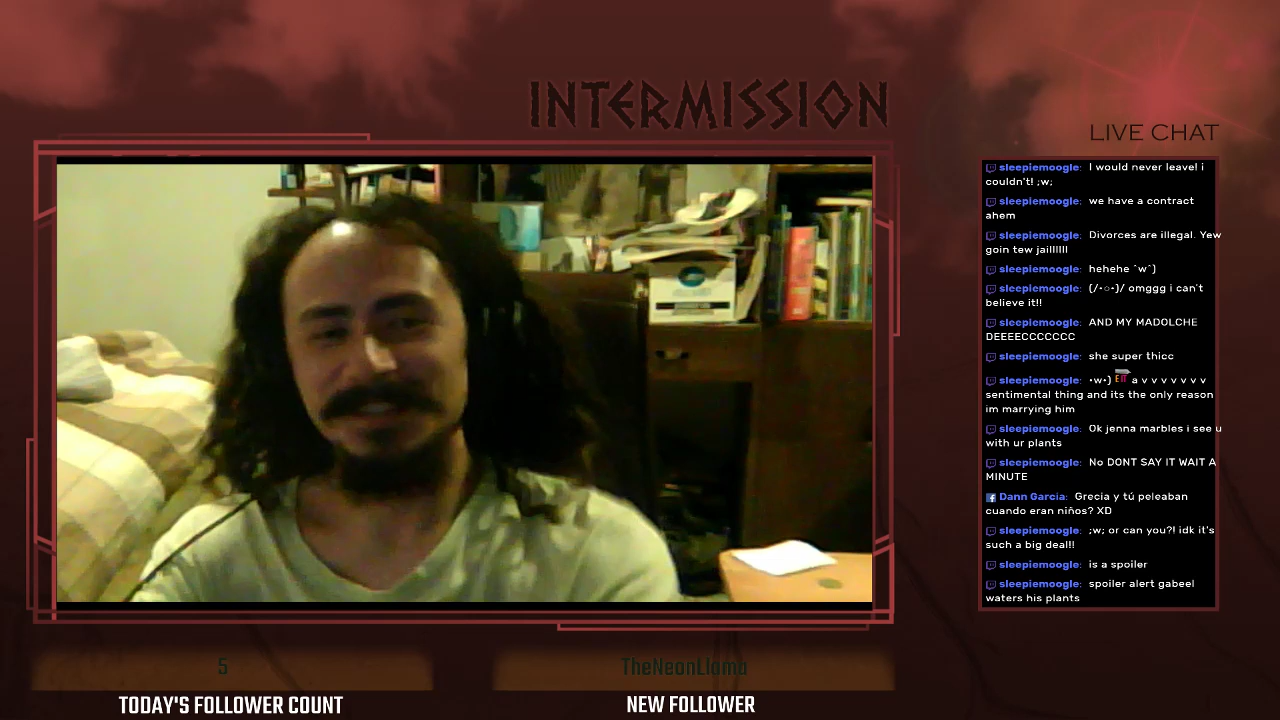 INTERMISSION
LIVE CHAT
sleepiemoogle: I would never leave! i
couldn't! ;w;
sleepiemoogle: we have a contract
ahem
sleepiemoogle: Divorces are illegal. Yew
goin tew jailllllll
sleepiemoogle: hehehe ^w^)
sleepiemoogle: (/•○•)/ omggg i can't
believe it!!
sleepiemoogle: AND MY MADOLCHE
DEEEECCCCCCC
sleepiemoogle: she super thicc
sleepiemoogle: •w•) a v v v v v v v
sentimental thing and its the only reason
im marrying him
sleepiemoogle: Ok jenna marbles i see u
with ur plants
sleepiemoogle: No DONT SAY IT WAIT A
MINUTE
Dann Garcia: Grecia y tú peleaban
cuando eran niños? XD
sleepiemoogle: ;w; or can you?! idk it's
such a big deal!!
sleepiemoogle: is a spoiler
sleepiemoogle: spoiler alert gabeel
waters his plants
5
TheNeonLlama
TODAY'S FOLLOWER COUNT
NEW FOLLOWER